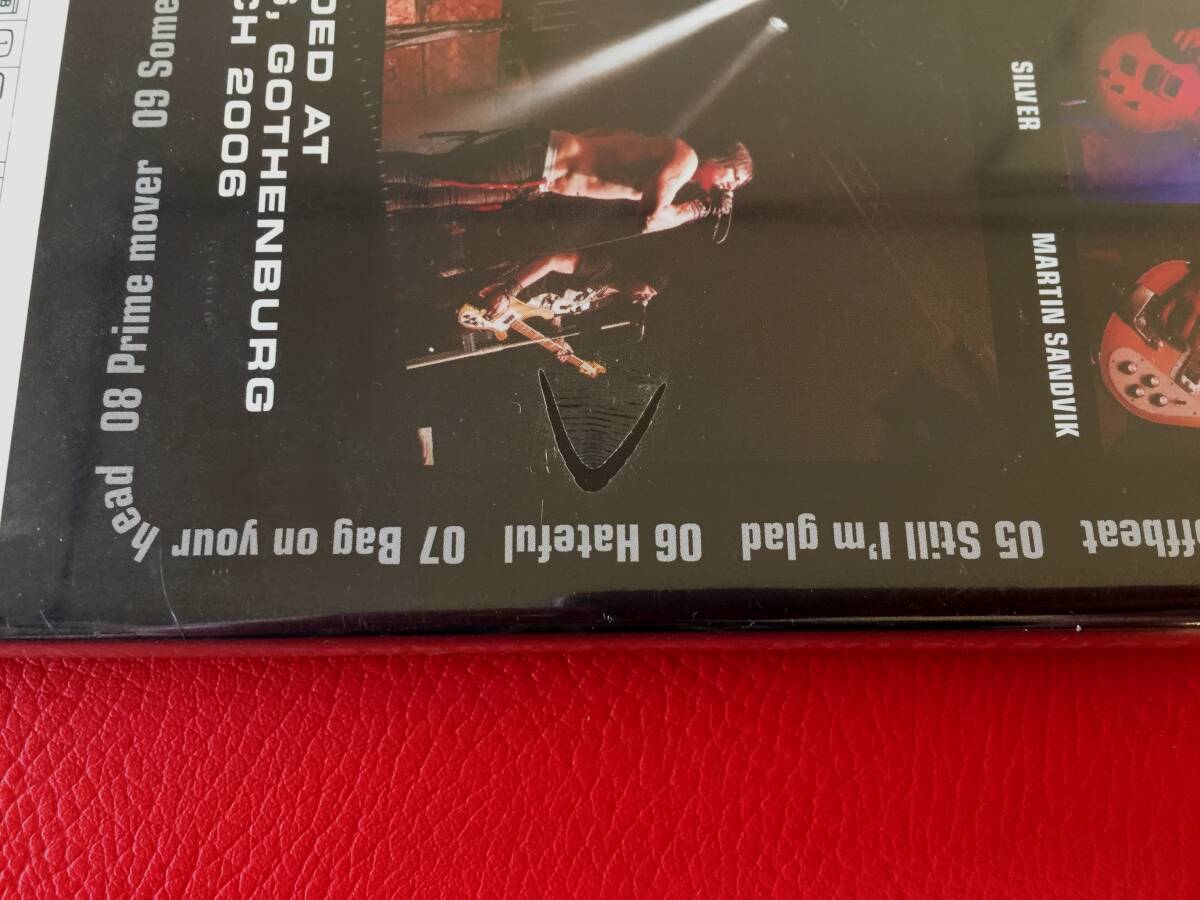 ffbeat 05 Still I'm glad 06 Hateful 07 Bag on your head 08 Prime mover 09 Some
DED AT
, GOTHENBURG
CH 2006
SILVER
MARTIN SANDVIK